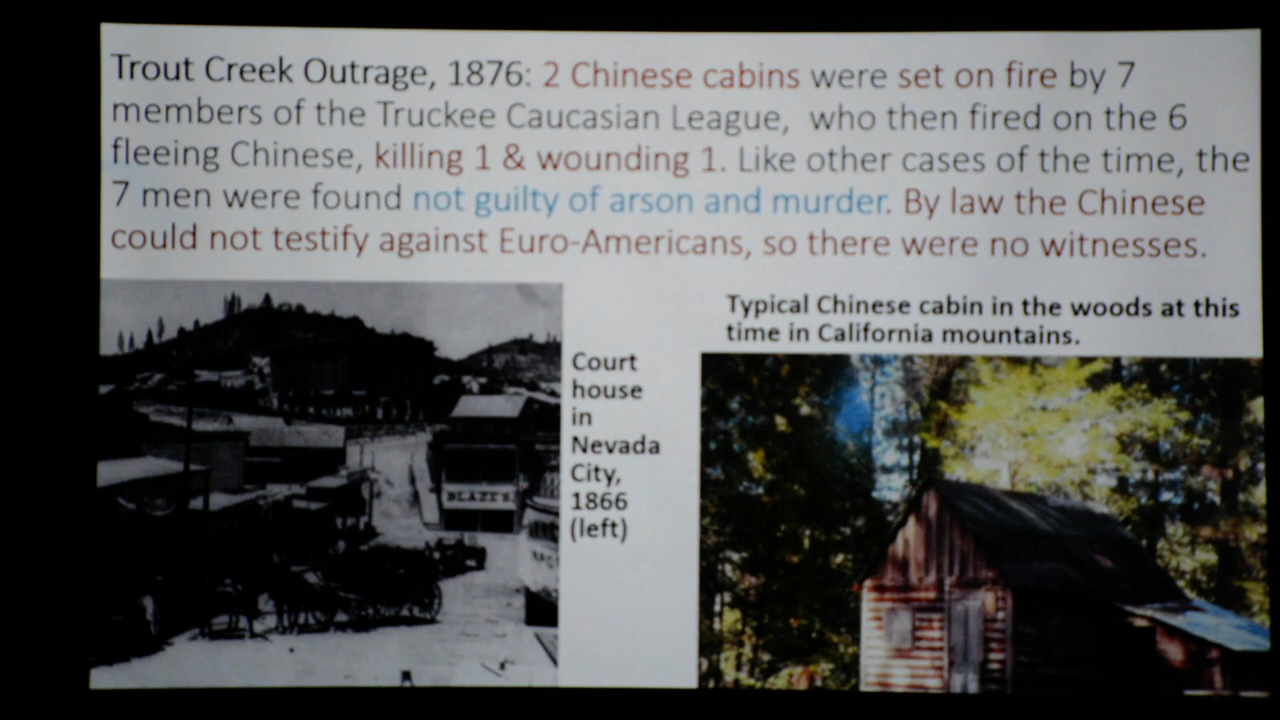 Trout Creek Outrage, 1876: 2 Chinese cabins were set on fire by 7
members of the Truckee Caucasian League, who then fired on the 6
fleeing Chinese, killing 1 & wounding 1. Like other cases of the time, the
7 men were found not guilty of arson and murder. By law the Chinese
could not testify against Euro-Americans, so there were no witnesses.
Typical Chinese cabin in the woods at this
time in California mountains.
Court
house
in
Nevada
City,
1866
(left)